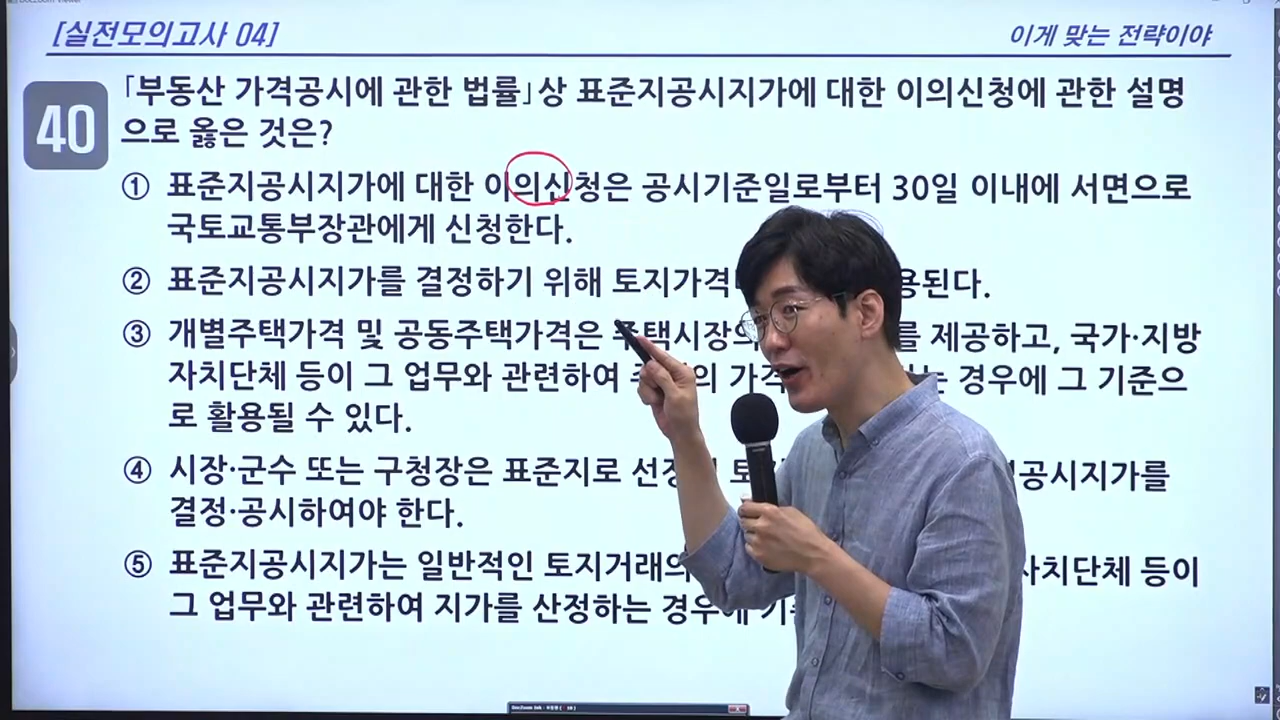 [실전모의고사 04]
이게 맞는 전략이야
40
「부동산 가격공시에 관한 법률」상 표준지공시지가에 대한 이의신청에 관한 설명
으로 옳은 것은?
① 표준지공시지가에 대한 이의신청은 공시기준일로부터 30일 이내에 서면으로
국토교통부장관에게 신청한다.
② 표준지공시지가를 결정하기 위해 토지가격
③ 개별주택가격 및 공동주택가격은 주택시장의 를 제공하고, 국가·지방
자치단체 등이 그 업무와 관련하여 의 가격 는 경우에 그 기준으
로 활용될 수 있다.
④ 시장·군수 또는 구청장은 표준지로 공시지가를
결정·공시하여야 한다.
⑤ 표준지공시지가는 일반적인 토지거래의 자치단체 등이
그 업무와 관련하여 지가를 산정하는 경우에